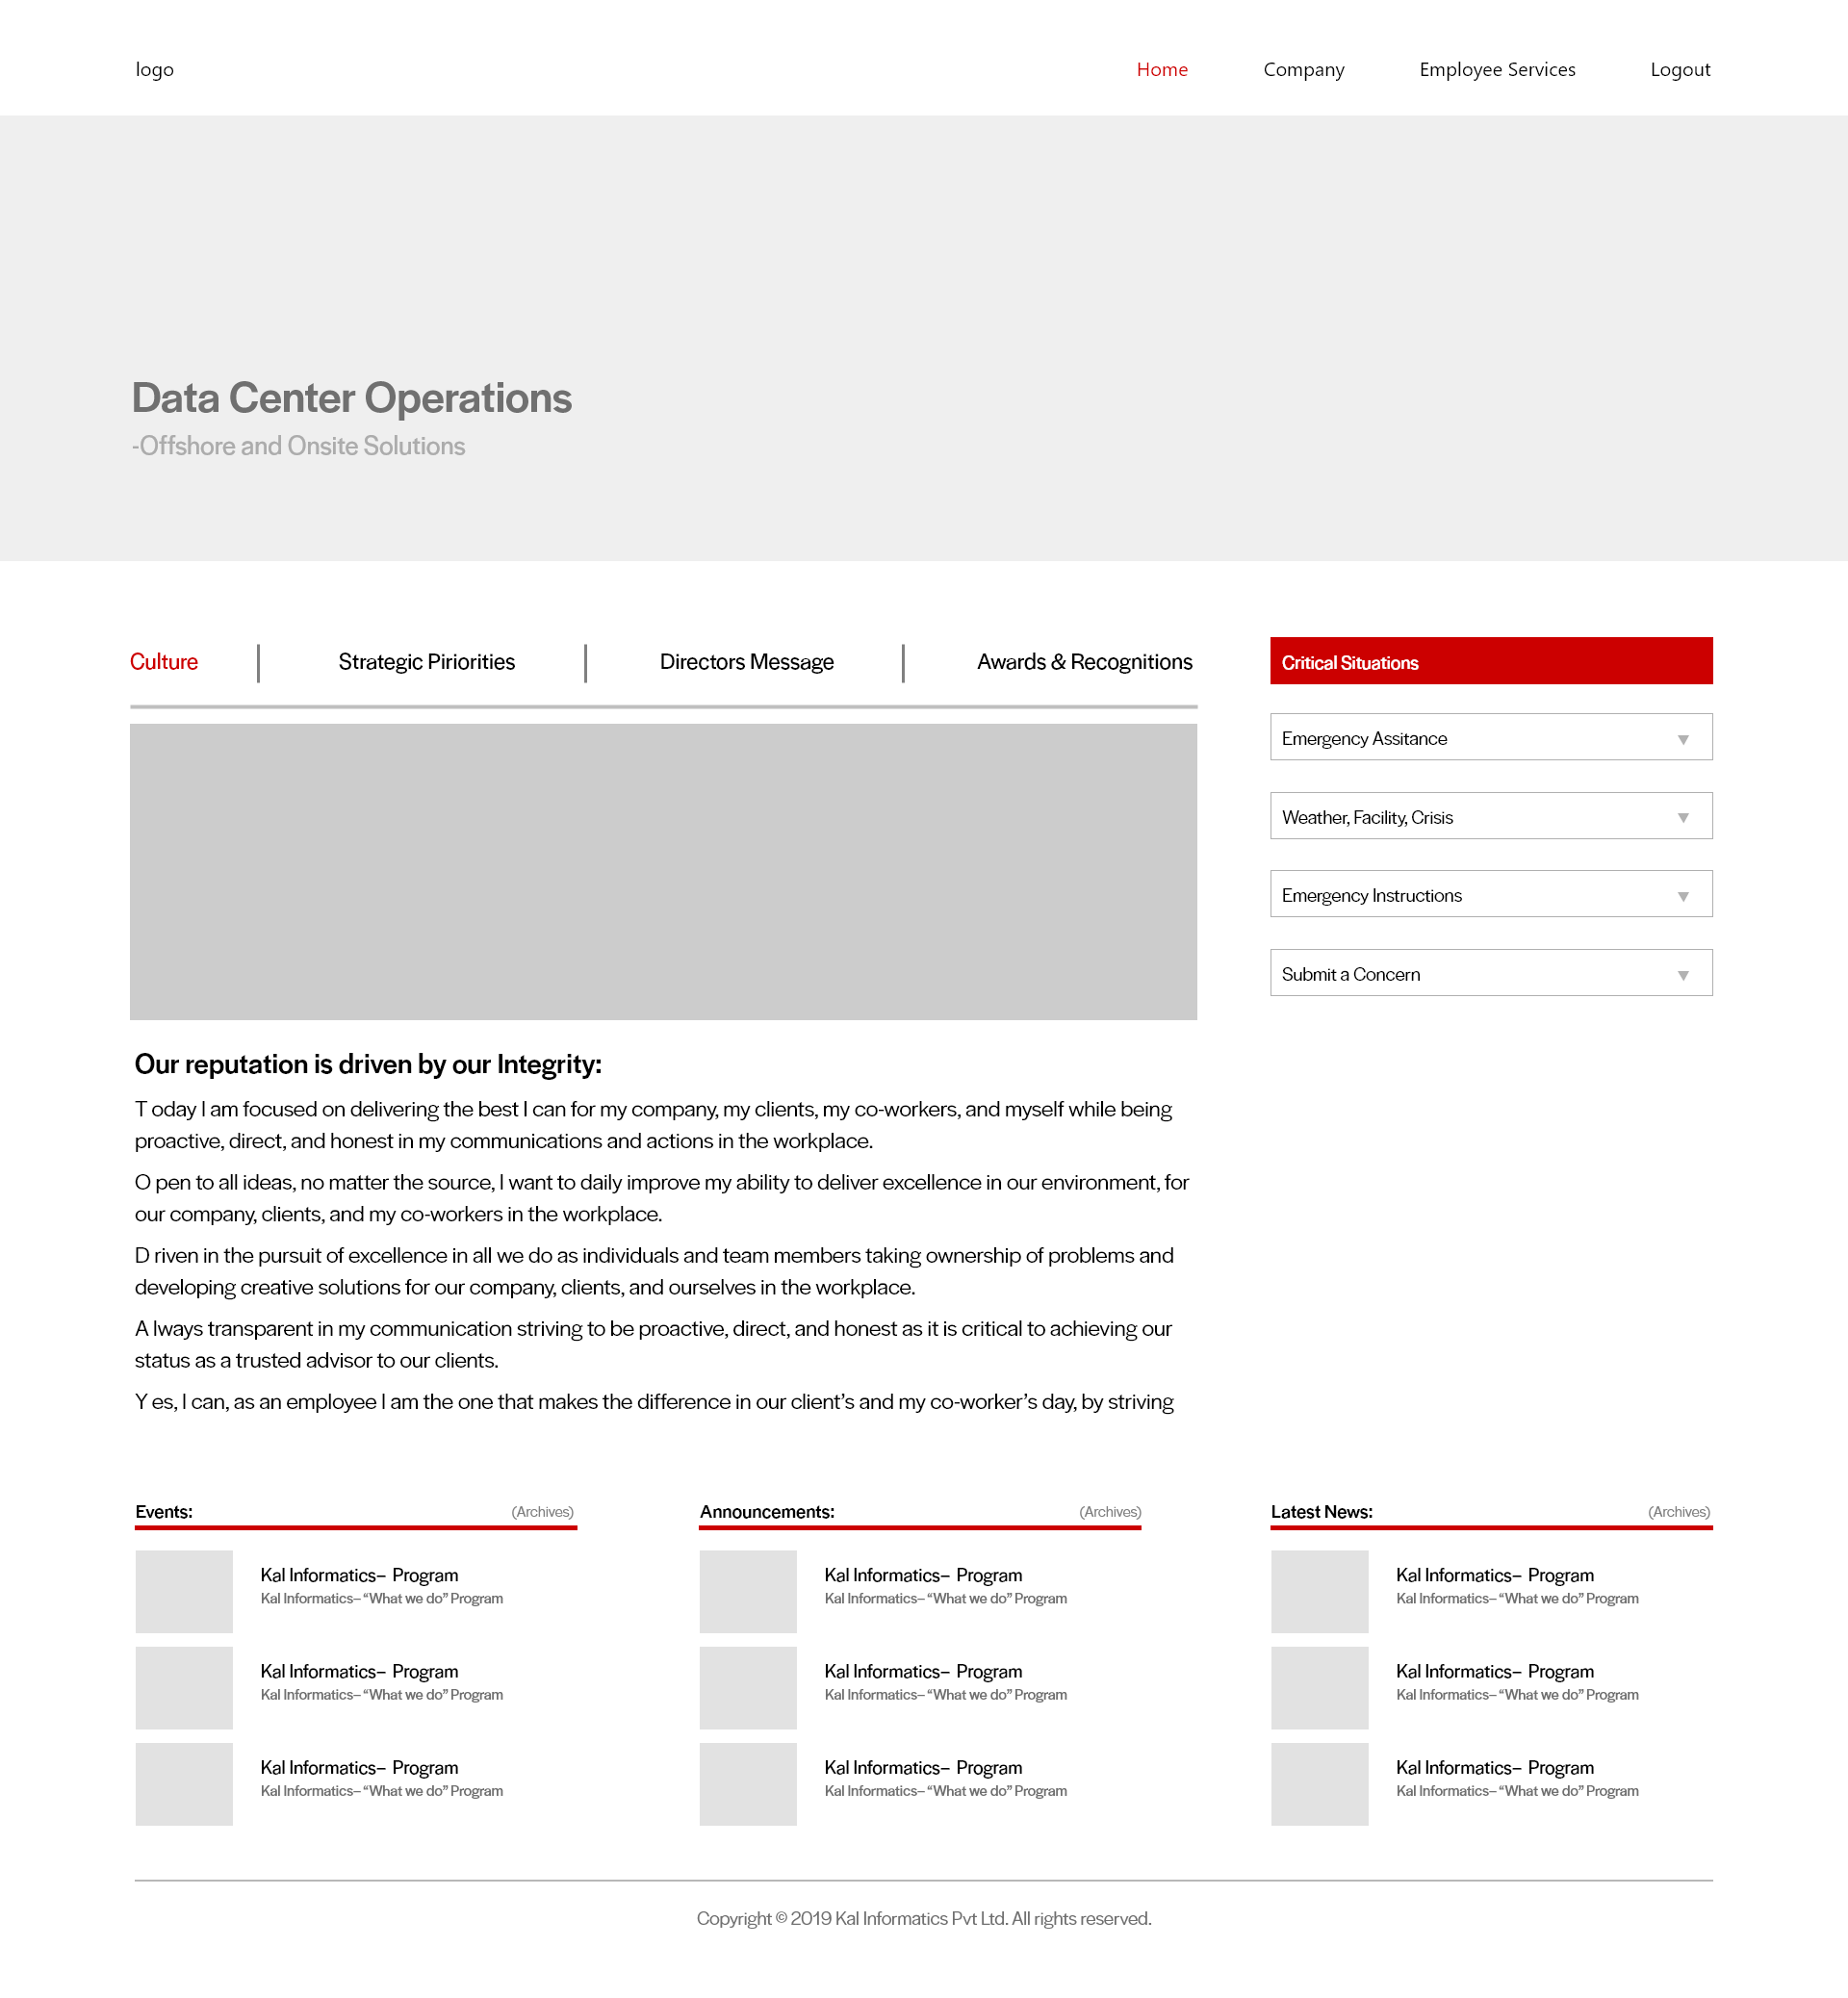 logo
Home
Company
Employee Services
Logout
Data Center Operations
-Offshore and Onsite Solutions
Culture
Strategic Piriorities
Directors Message
Awards & Recognitions
Our reputation is driven by our Integrity:
T oday I am focused on delivering the best I can for my company, my clients, my co-workers, and myself while being
proactive, direct, and honest in my communications and actions in the workplace.
O pen to all ideas, no matter the source, I want to daily improve my ability to deliver excellence in our environment, for
our company, clients, and my co-workers in the workplace.
D riven in the pursuit of excellence in all we do as individuals and team members taking ownership of problems and
developing creative solutions for our company, clients, and ourselves in the workplace.
A lways transparent in my communication striving to be proactive, direct, and honest as it is critical to achieving our
status as a trusted advisor to our clients.
Y es, I can, as an employee I am the one that makes the difference in our client’s and my co-worker’s day, by striving
Critical Situations
Emergency Assitance
Weather, Facility, Crisis
Emergency Instructions
Submit a Concern
Events:
(Archives)
Kal Informatics– Program
Kal Informatics– “What we do” Program
Kal Informatics– Program
Kal Informatics– “What we do” Program
Kal Informatics– Program
Kal Informatics– “What we do” Program
Announcements:
(Archives)
Kal Informatics– Program
Kal Informatics– “What we do” Program
Kal Informatics– Program
Kal Informatics– “What we do” Program
Kal Informatics– Program
Kal Informatics– “What we do” Program
Latest News:
(Archives)
Kal Informatics– Program
Kal Informatics– “What we do” Program
Kal Informatics– Program
Kal Informatics– “What we do” Program
Kal Informatics– Program
Kal Informatics– “What we do” Program
Copyright © 2019 Kal Informatics Pvt Ltd. All rights reserved.